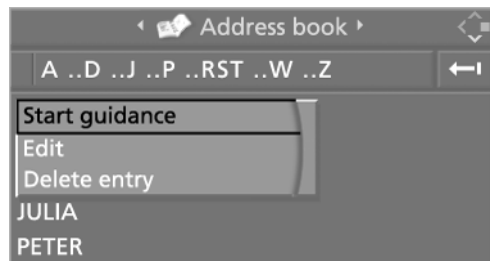 Address book
A ..D ..J ..P ..RST ..W ..Z
Start guidance
Edit
Delete entry
JULIA
PETER